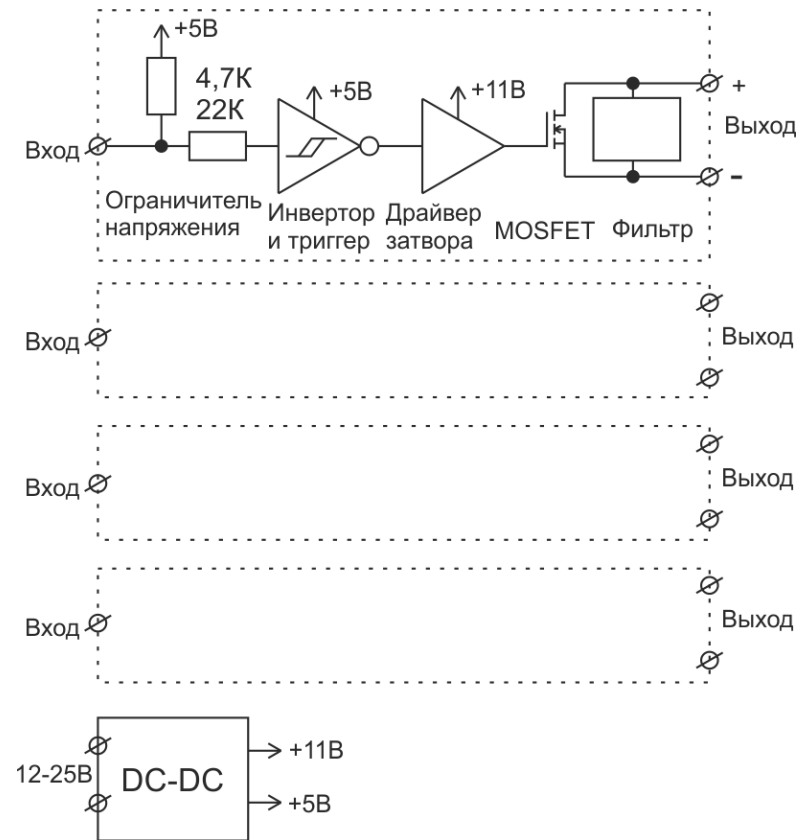 +5В
4,7К
22К
+5В
+11В
+
Вход
Выход
-
Ограничитель
напряжения
Инвертор
и триггер
Драйвер
затвора
MOSFET
Фильтр
Вход
Выход
Вход
Выход
Вход
Выход
12-25В
DC-DC
+11В
+5В